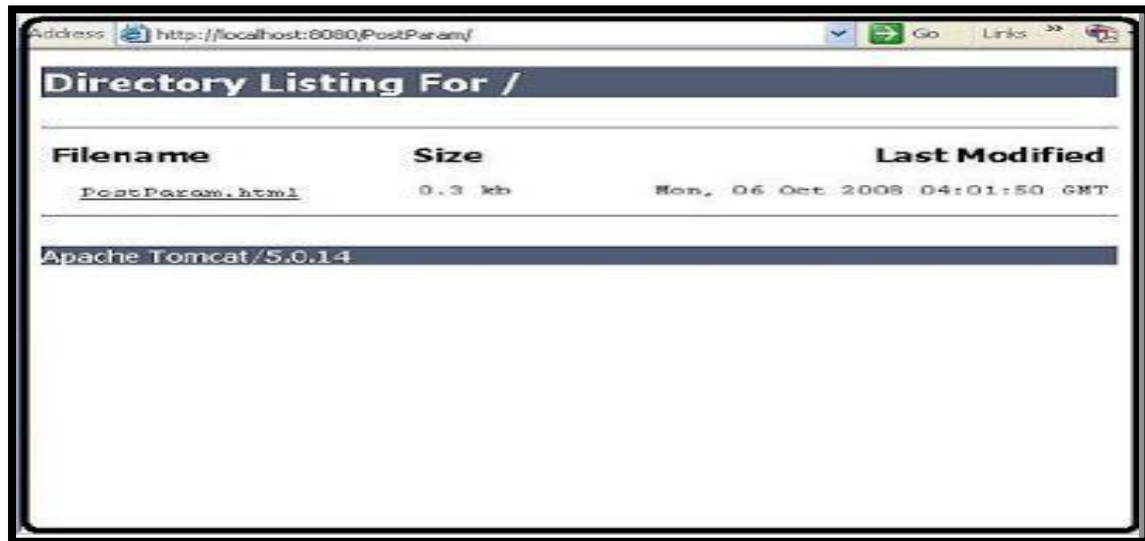 Address http://localhost:8080/PostParam/ Go Links »
Directory Listing For /
Filename Size Last Modified
PostParam.html 0.3 kb Mon, 06 Oct 2008 04:01:50 GMT
Apache Tomcat/5.0.14